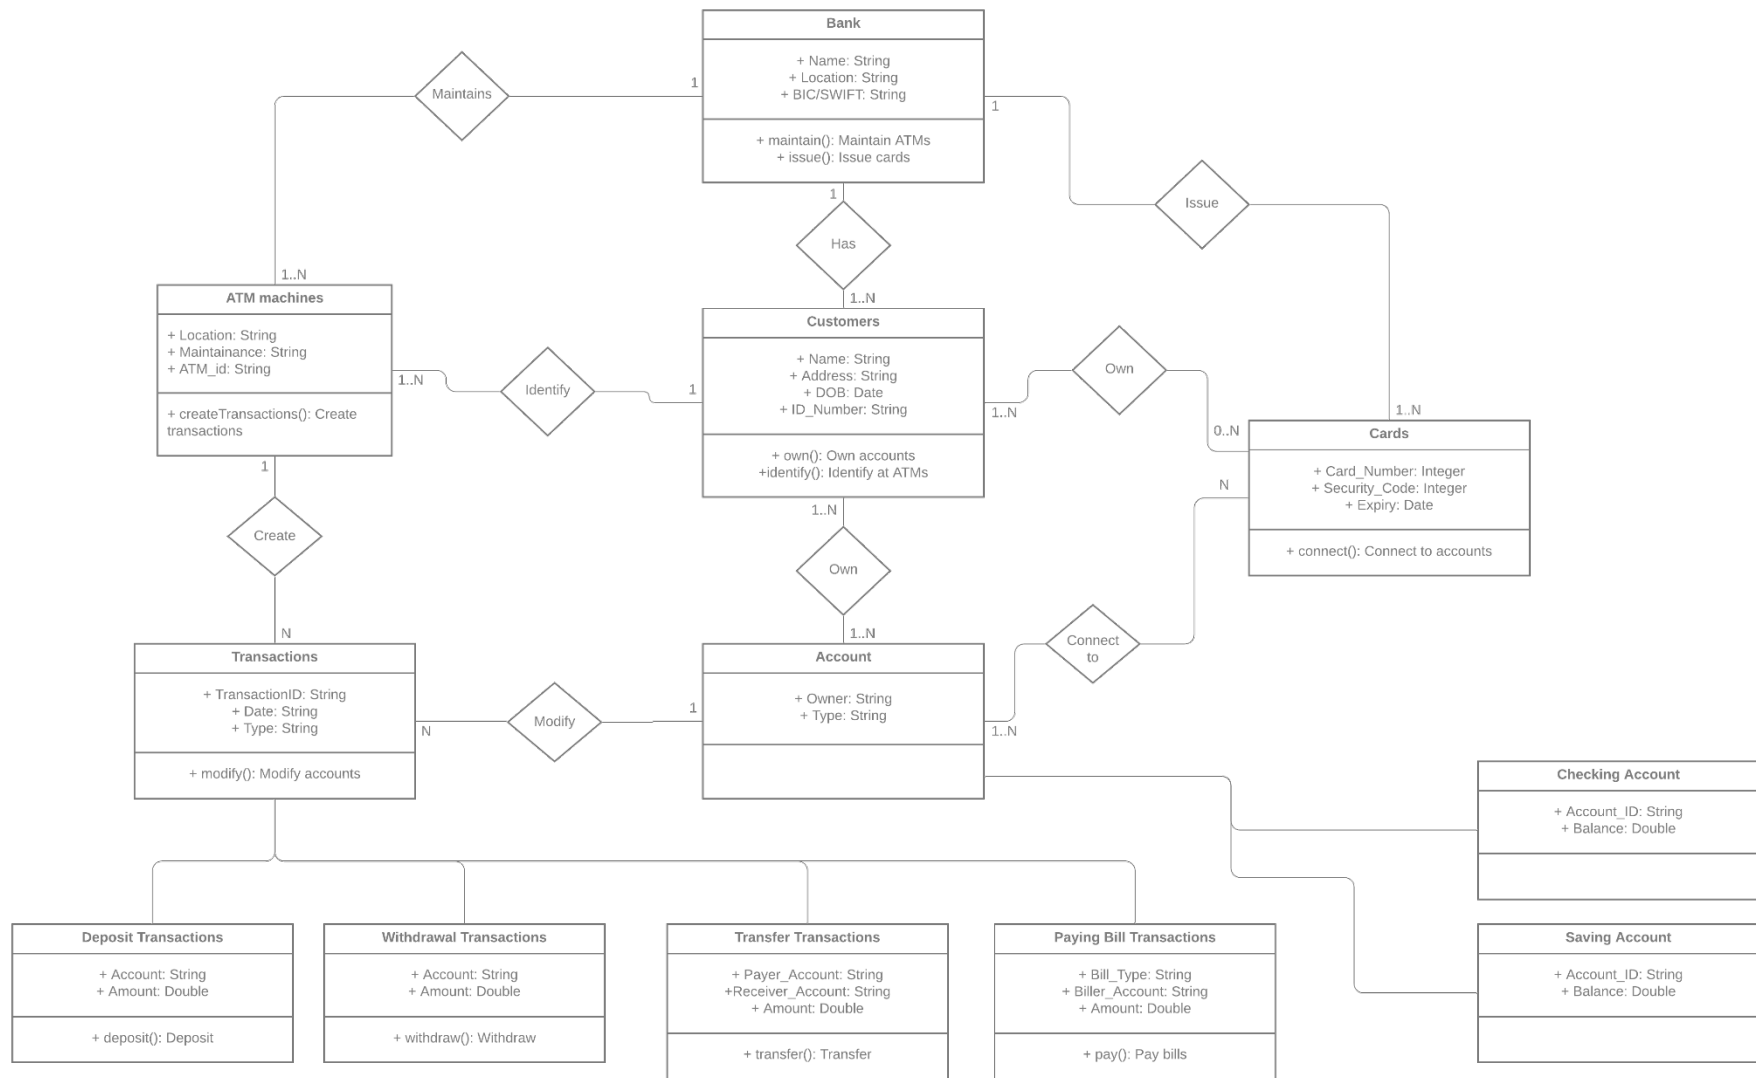 Bank
+ Name: String
+ Location: String
+ BIC/SWIFT: String
+ maintain(): Maintain ATMs
+ issue(): Issue cards
Maintains
1
1
1
Issue
Has
1..N
1..N
ATM machines
+ Location: String
+ Maintainance: String
+ ATM_id: String
+ createTransactions(): Create
transactions
1..N
Identify
1
Customers
+ Name: String
+ Address: String
+ DOB: Date
+ ID_Number: String
+ own(): Own accounts
+identify(): Identify at ATMs
1..N
Own
0..N
1..N
Cards
+ Card_Number: Integer
+ Security_Code: Integer
+ Expiry: Date
+ connect(): Connect to accounts
N
1
Create
N
1..N
Own
1..N
Connect
to
Transactions
+ TransactionID: String
+ Date: String
+ Type: String
+ modify(): Modify accounts
N
Modify
1
Account
+ Owner: String
+ Type: String
1..N
Checking Account
+ Account_ID: String
+ Balance: Double
Deposit Transactions
+ Account: String
+ Amount: Double
+ deposit(): Deposit
Withdrawal Transactions
+ Account: String
+ Amount: Double
+ withdraw(): Withdraw
Transfer Transactions
+ Payer_Account: String
+Receiver_Account: String
+ Amount: Double
+ transfer(): Transfer
Paying Bill Transactions
+ Bill_Type: String
+ Biller_Account: String
+ Amount: Double
+ pay(): Pay bills
Saving Account
+ Account_ID: String
+ Balance: Double